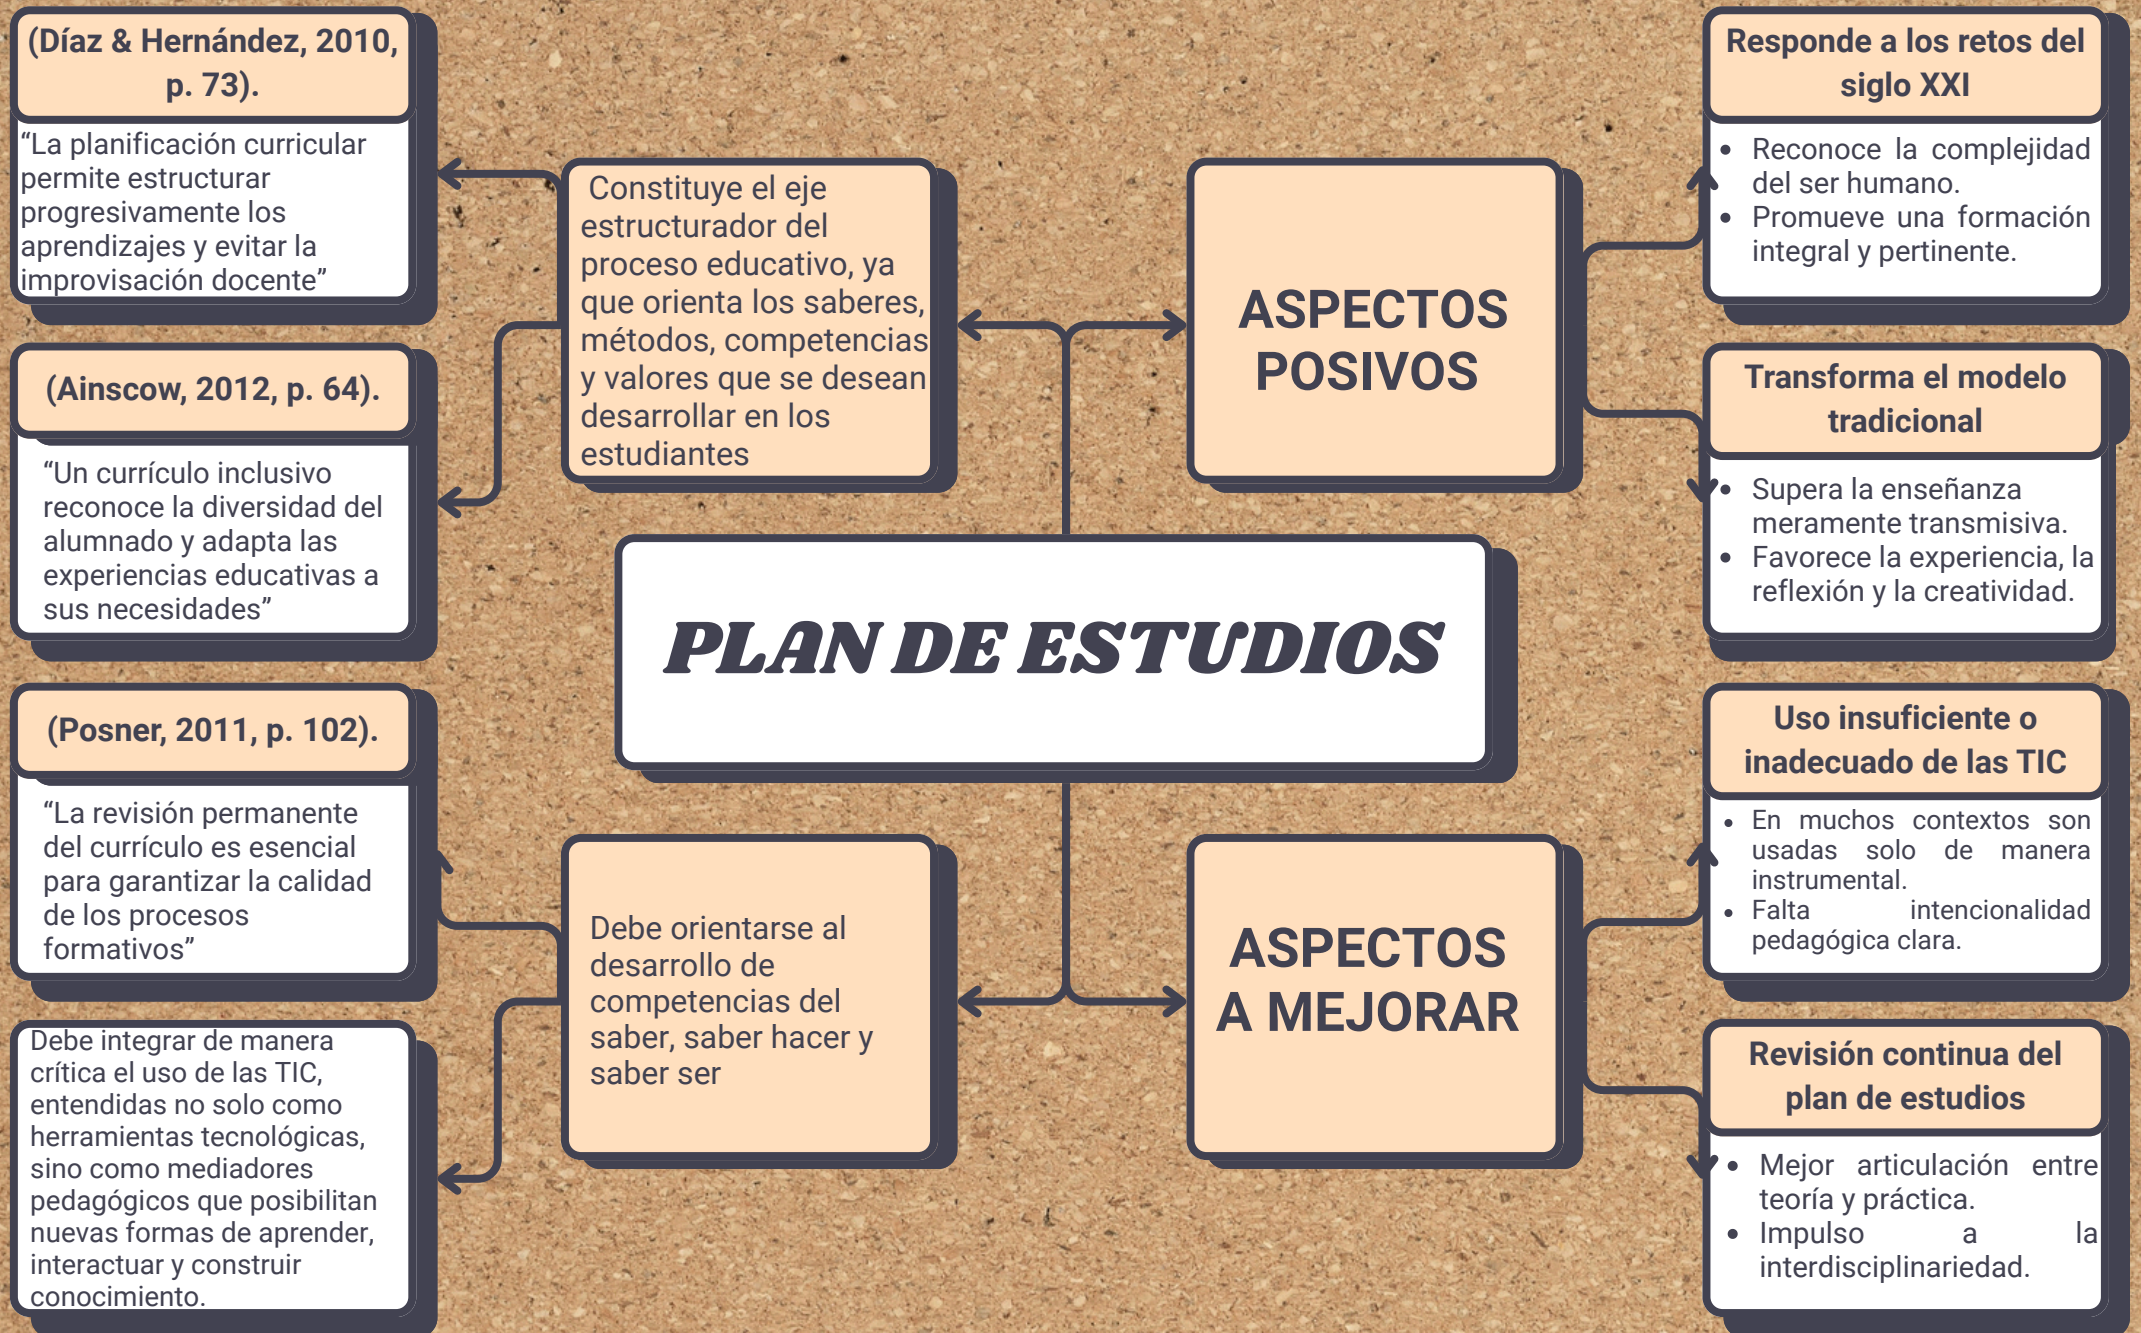 (Díaz & Hernández, 2010,
p. 73).
“La planificación curricular
permite estructurar
progresivamente los
aprendizajes y evitar la
improvisación docente”
(Ainscow, 2012, p. 64).
“Un currículo inclusivo
reconoce la diversidad del
alumnado y adapta las
experiencias educativas a
sus necesidades”
(Posner, 2011, p. 102).
“La revisión permanente
del currículo es esencial
para garantizar la calidad
de los procesos
formativos”
Debe integrar de manera
crítica el uso de las TIC,
entendidas no solo como
herramientas tecnológicas,
sino como mediadores
pedagógicos que posibilitan
nuevas formas de aprender,
interactuar y construir
conocimiento.
Constituye el eje
estructurador del
proceso educativo, ya
que orienta los saberes,
métodos, competencias
y valores que se desean
desarrollar en los
estudiantes
PLAN DE ESTUDIOS
Debe orientarse al
desarrollo de
competencias del
saber, saber hacer y
saber ser
ASPECTOS
POSIVOS
ASPECTOS
A MEJORAR
Responde a los retos del
siglo XXI
• Reconoce la complejidad
del ser humano.
• Promueve una formación
integral y pertinente.
Transforma el modelo
tradicional
• Supera la enseñanza
meramente transmisiva.
• Favorece la experiencia, la
reflexión y la creatividad.
Uso insuficiente o
inadecuado de las TIC
• En muchos contextos son
usadas solo de manera
instrumental.
• Falta intencionalidad
pedagógica clara.
Revisión continua del
plan de estudios
• Mejor articulación entre
teoría y práctica.
• Impulso a la
interdisciplinariedad.